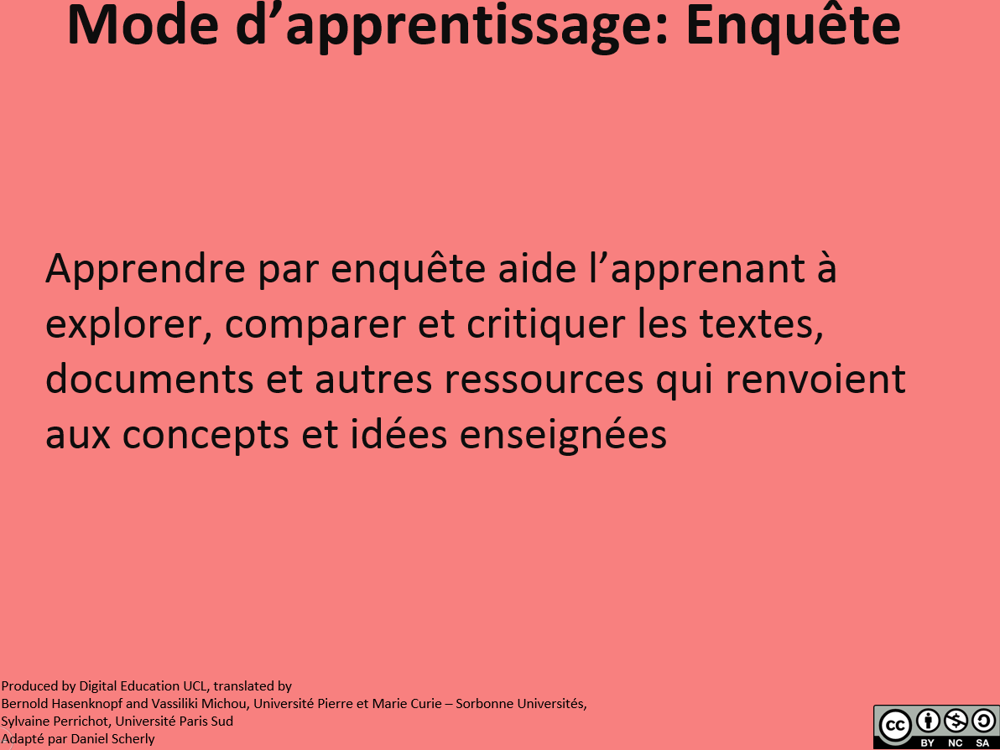 Mode d’apprentissage: Enquête
Apprendre par enquête aide l’apprenant à
explorer, comparer et critiquer les textes,
documents et autres ressources qui renvoient
aux concepts et idées enseignées
Produced by Digital Education UCL, translated by
Bernold Hasenknopf and Vassiliki Michou, Université Pierre et Marie Curie – Sorbonne Universités,
Sylvaine Perrichot, Université Paris Sud
Adapté par Daniel Scherly
cc
BY NC SA